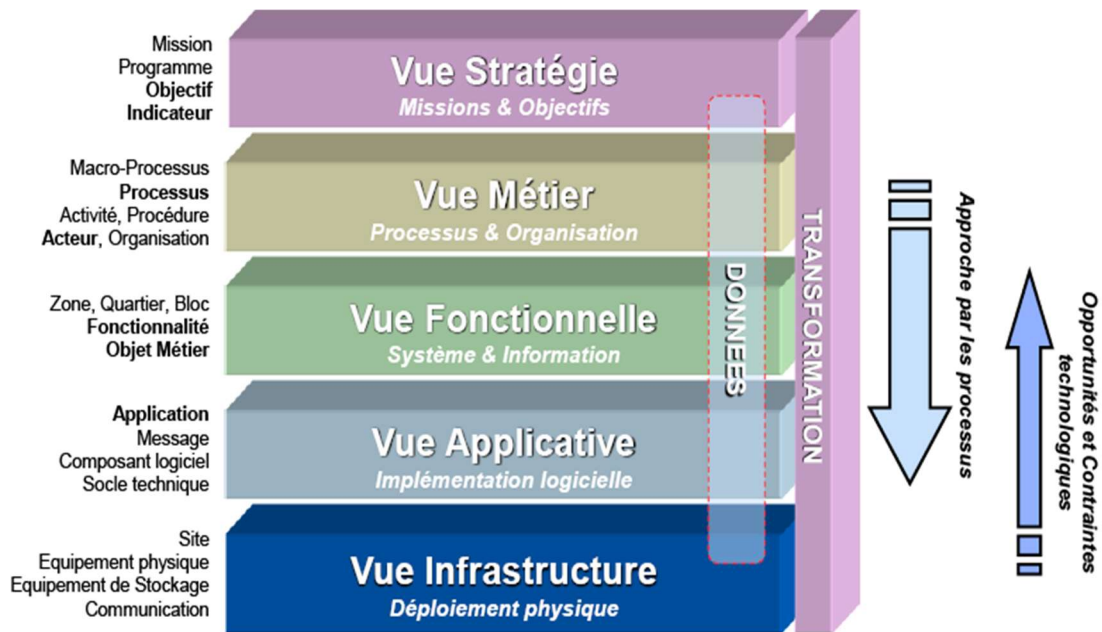 Mission
Programme
Objectif
Indicateur
Vue Stratégie
Missions & Objectifs
Macro-Processus
Processus
Activité, Procédure
Acteur, Organisation
Vue Métier
Processus & Organisation
Zone, Quartier, Bloc
Fonctionnalité
Objet Métier
Vue Fonctionnelle
Système & Information
Application
Message
Composant logiciel
Socle technique
Vue Applicative
Implémentation logicielle
Site
Equipement physique
Equipement de Stockage
Communication
Vue Infrastructure
Déploiement physique
DONNEES
TRANSFORMATION
Approche par les processus
Opportunités et Contraintes
technologiques